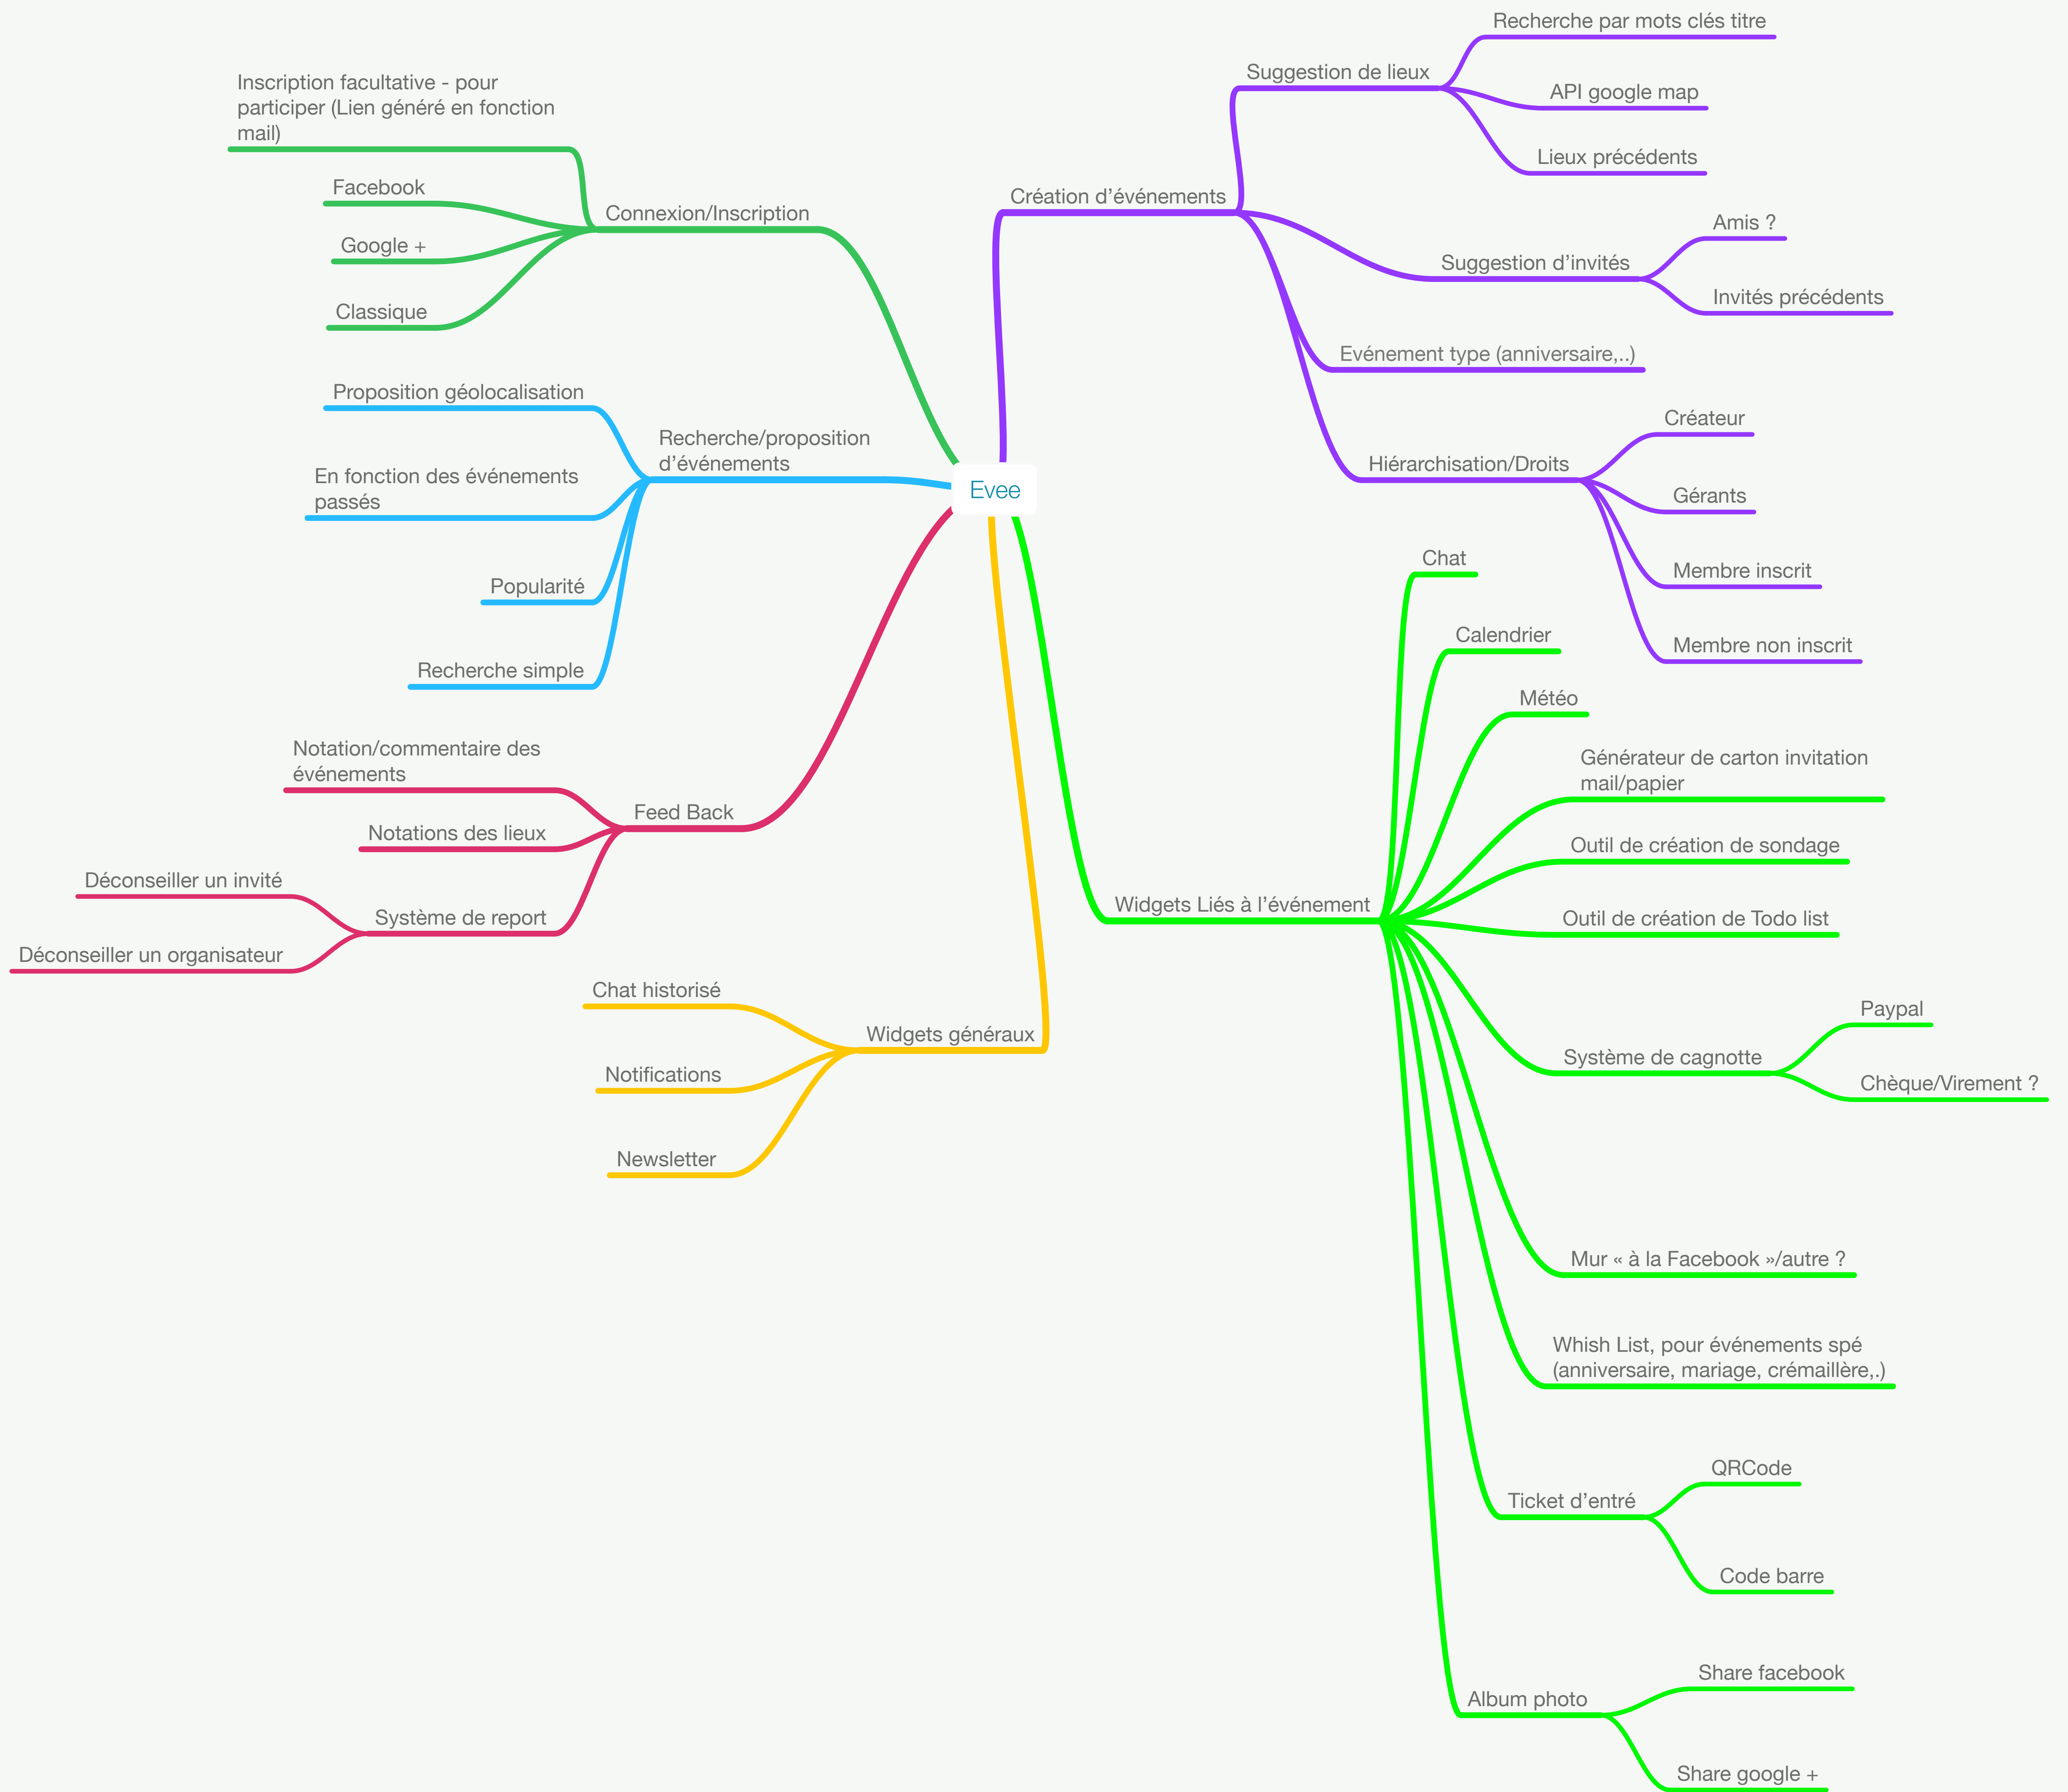 Evee
Connexion/Inscription
Inscription facultative - pour
participer (Lien généré en fonction
mail)
Facebook
Google +
Classique
Recherche/proposition
d’événements
Proposition géolocalisation
En fonction des événements
passés
Popularité
Recherche simple
Feed Back
Notation/commentaire des
événements
Notations des lieux
Système de report
Déconseiller un invité
Déconseiller un organisateur
Widgets généraux
Chat historisé
Notifications
Newsletter
Création d’événements
Suggestion de lieux
Recherche par mots clés titre
API google map
Lieux précédents
Suggestion d’invités
Amis ?
Invités précédents
Evénement type (anniversaire,..)
Hiérarchisation/Droits
Créateur
Gérants
Membre inscrit
Membre non inscrit
Widgets Liés à l’événement
Chat
Calendrier
Météo
Générateur de carton invitation
mail/papier
Outil de création de sondage
Outil de création de Todo list
Système de cagnotte
Paypal
Chèque/Virement ?
Mur « à la Facebook »/autre ?
Whish List, pour événements spé
(anniversaire, mariage, crémaillère,.)
Ticket d’entré
QRCode
Code barre
Album photo
Share facebook
Share google +